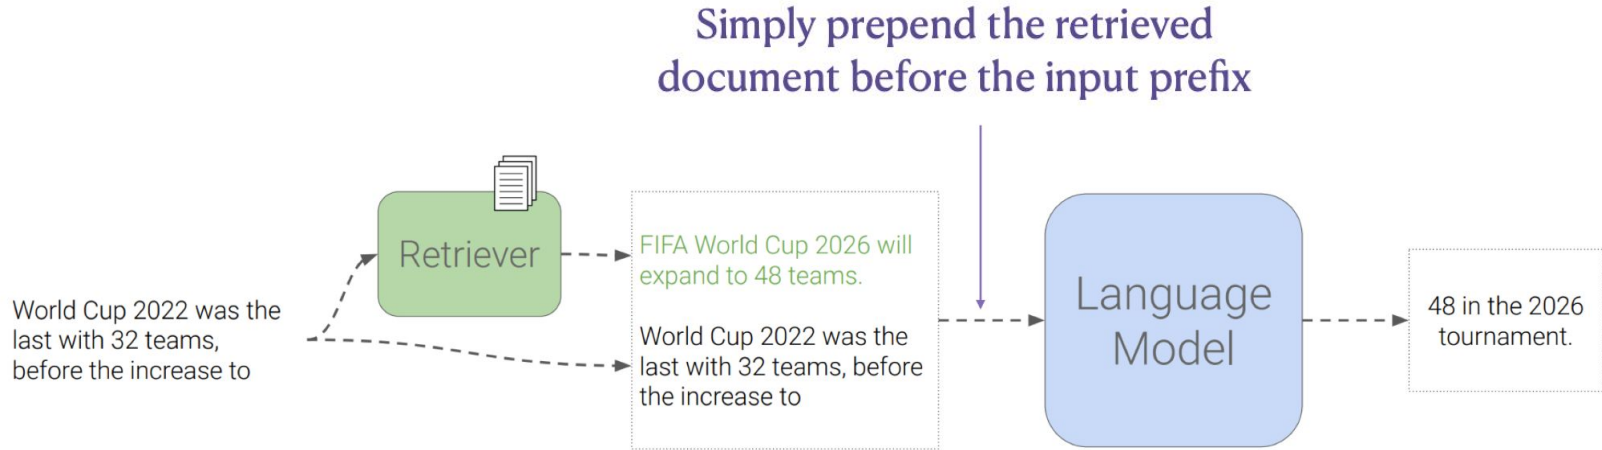 Simply prepend the retrieved
document before the input prefix
World Cup 2022 was the
last with 32 teams,
before the increase to
Retriever
FIFA World Cup 2026 will
expand to 48 teams.
World Cup 2022 was the
last with 32 teams, before
the increase to
Language
Model
48 in the 2026
tournament.